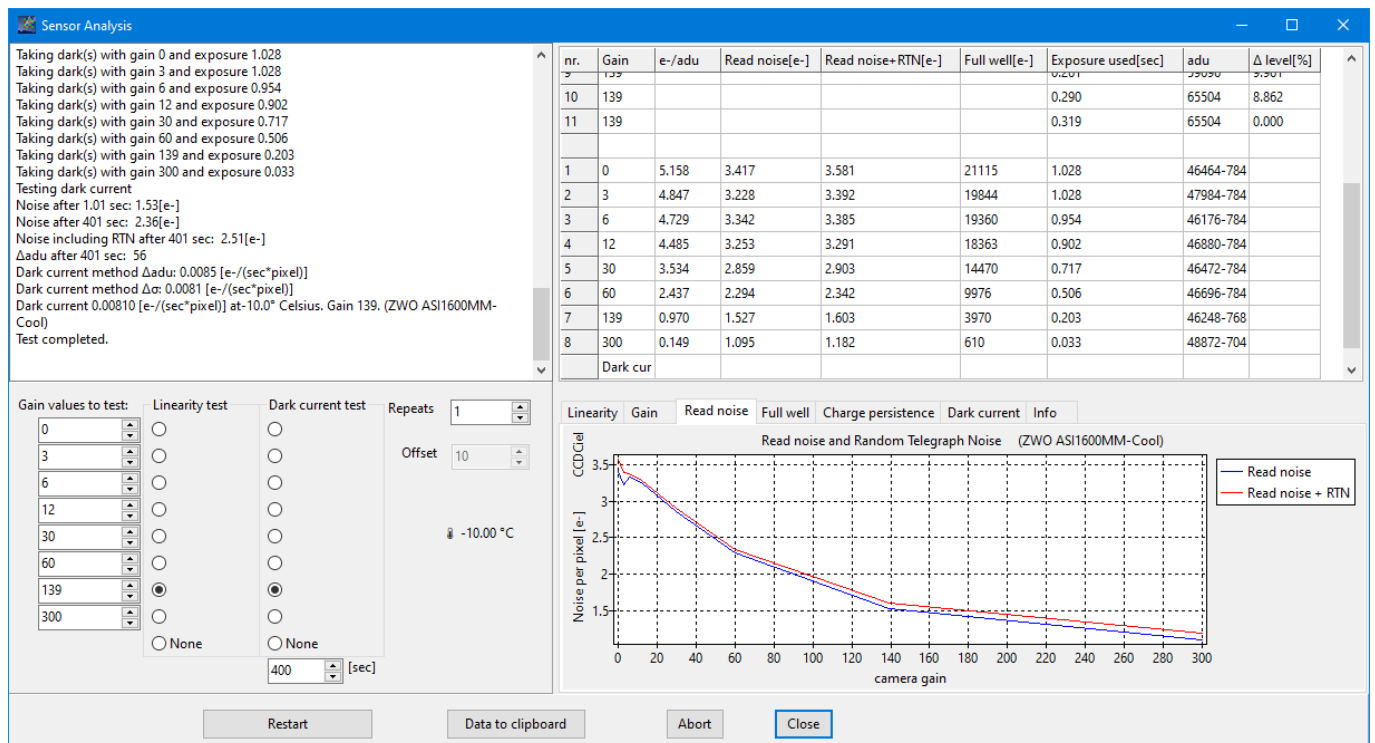 Sensor Analysis
Taking dark(s) with gain 0 and exposure 1.028
Taking dark(s) with gain 3 and exposure 1.028
Taking dark(s) with gain 6 and exposure 0.954
Taking dark(s) with gain 12 and exposure 0.902
Taking dark(s) with gain 30 and exposure 0.717
Taking dark(s) with gain 60 and exposure 0.506
Taking dark(s) with gain 139 and exposure 0.203
Taking dark(s) with gain 300 and exposure 0.033
Testing dark current
Noise after 1.01 sec: 1.53[e-]
Noise after 401 sec:  2.36[e-]
Noise including RTN after 401 sec:  2.51[e-]
Δadu after 401 sec:  56
Dark current method Δadu: 0.0085 [e-/(sec*pixel)]
Dark current method Δσ: 0.0081 [e-/(sec*pixel)]
Dark current 0.00810 [e-/(sec*pixel)] at-10.0° Celsius. Gain 139. (ZWO ASI1600MM-
Cool)
Test completed.
nr. Gain e-/adu Read noise[e-] Read noise+RTN[e-] Full well[e-] Exposure used[sec] adu Δ level[%]
10 139 0.290 65504 8.862
11 139 0.319 65504 0.000
1 0 5.158 3.417 3.581 21115 1.028 46464-784
2 3 4.847 3.228 3.392 19844 1.028 47984-784
3 6 4.729 3.342 3.385 19360 0.954 46176-784
4 12 4.485 3.253 3.291 18363 0.902 46880-784
5 30 3.534 2.859 2.903 14470 0.717 46472-784
6 60 2.437 2.294 2.342 9976 0.506 46696-784
7 139 0.970 1.527 1.603 3970 0.203 46248-768
8 300 0.149 1.095 1.182 610 0.033 48872-704
Dark cur
Gain values to test: Linearity test Dark current test Repeats 1
0
3
Offset 10
6
12
30
-10.00 °C
60
139
300
None None
400 [sec]
Linearity Gain Read noise Full well Charge persistence Dark current Info
CCDCiel
Read noise and Random Telegraph Noise (ZWO ASI1600MM-Cool)
Noise per pixel [e-]
3.5
3
2.5
2
1.5
0 20 40 60 80 100 120 140 160 180 200 220 240 260 280 300
camera gain
Read noise
Read noise + RTN
Restart Data to clipboard Abort Close